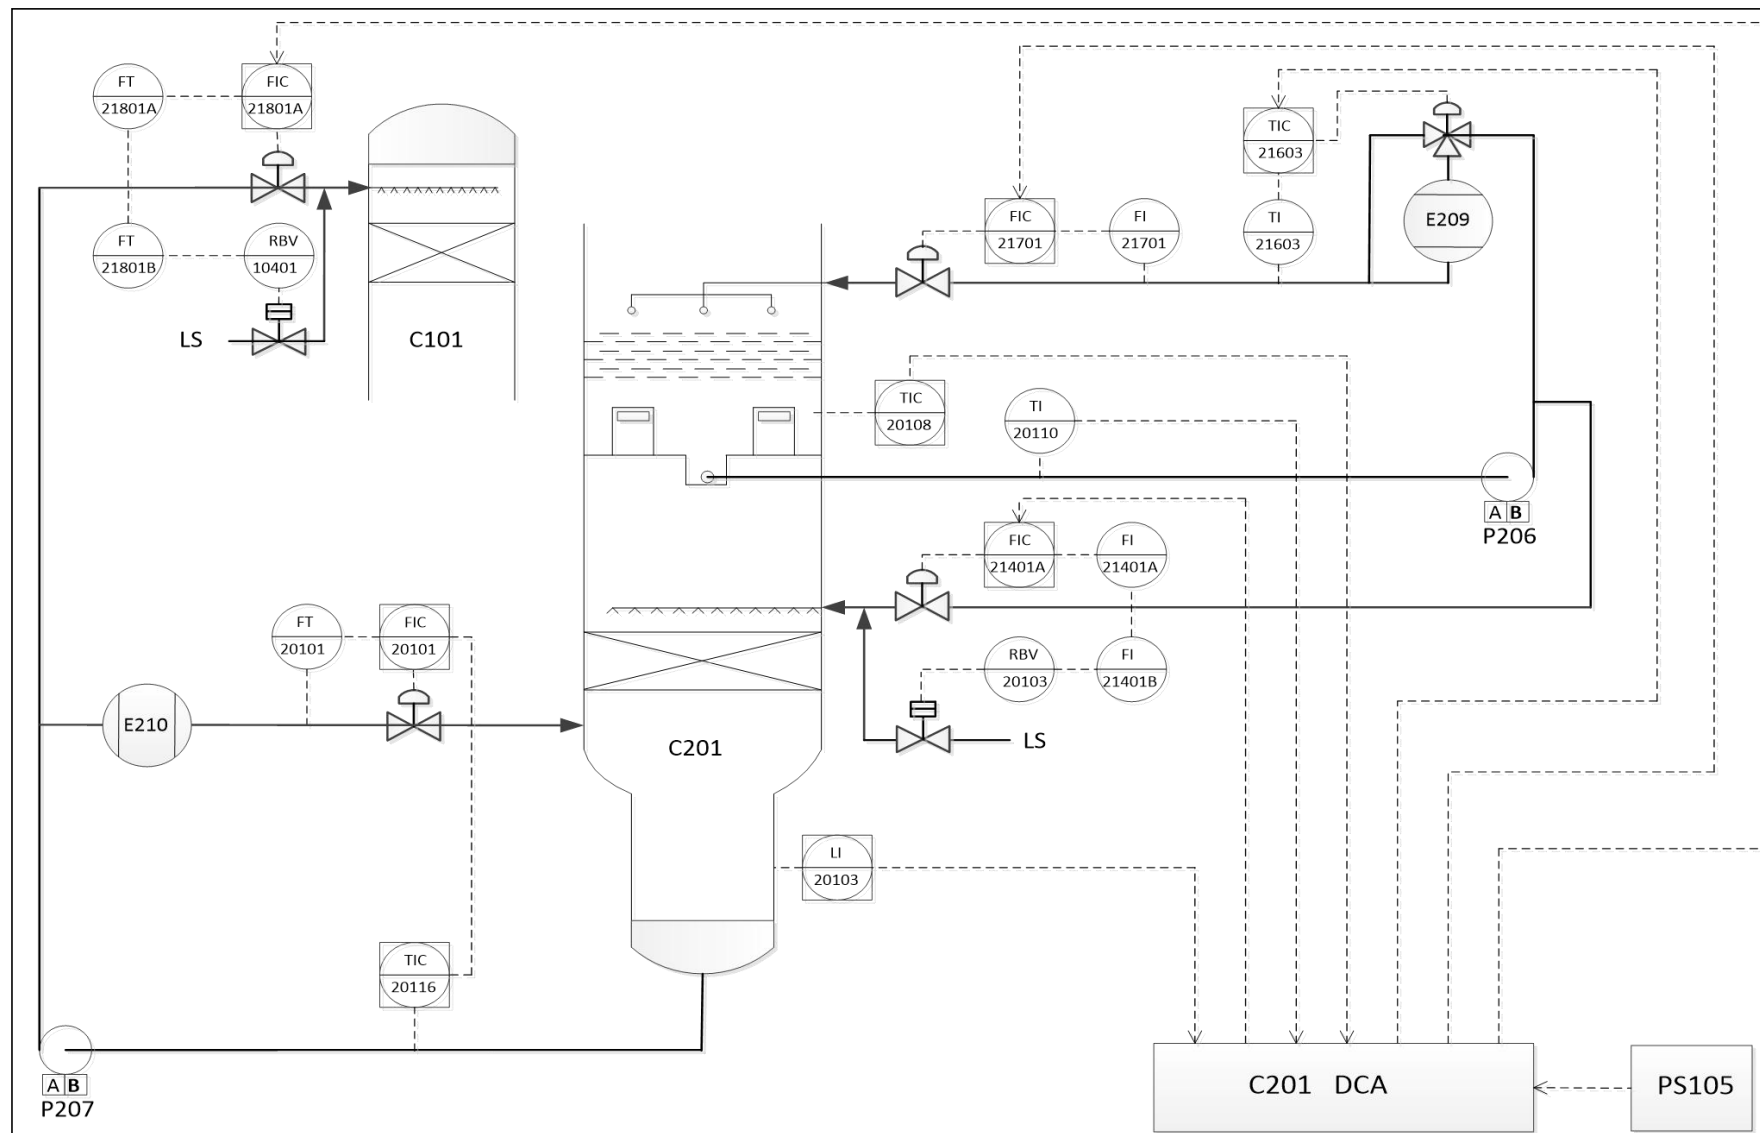 FT
21801A
FIC
21801A
FT
21801B
RBV
10401
LS
C101
FIC
21701
FI
21701
TIC
21603
TI
21603
E209
TIC
20108
TI
20110
A B
P206
FIC
21401A
FI
21401A
RBV
20103
FI
21401B
LS
FT
20101
FIC
20101
E210
C201
LI
20103
TIC
20116
A B
P207
C201 DCA
PS105